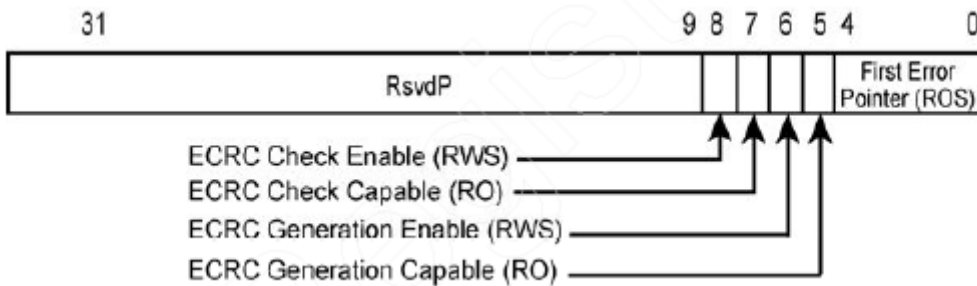 31 9 8 7 6 5 4 0
RsvdP
First Error
Pointer (ROS)
ECRC Check Enable (RWS)
ECRC Check Capable (RO)
ECRC Generation Enable (RWS)
ECRC Generation Capable (RO)